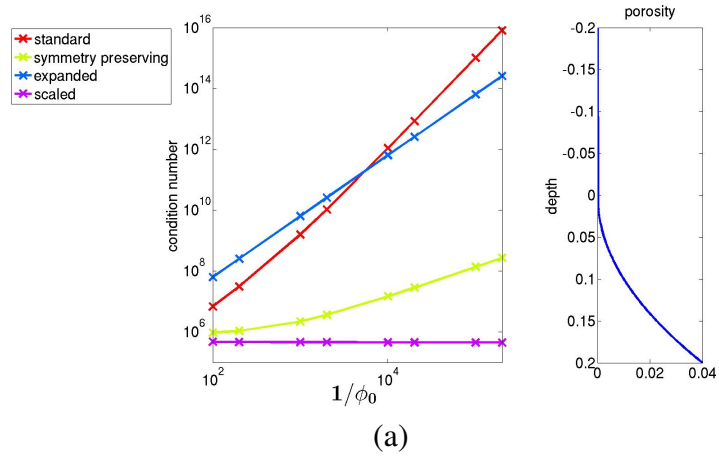 standard
symmetry preserving
expanded
scaled
condition number
10^16
10^14
10^12
10^10
10^8
10^6
10^2
10^4
1/ϕ₀
porosity
depth
-0.2
-0.15
-0.1
-0.05
0
0.05
0.1
0.15
0.2
0
0.02
0.04
(a)